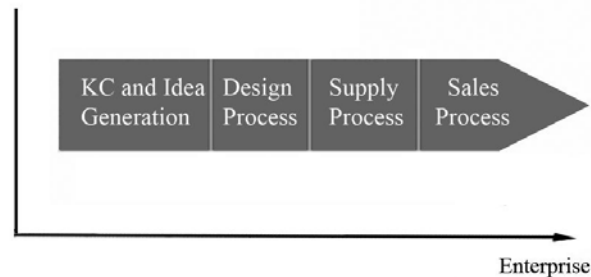 KC and Idea
Generation
Design
Process
Supply
Process
Sales
Process
Enterprise